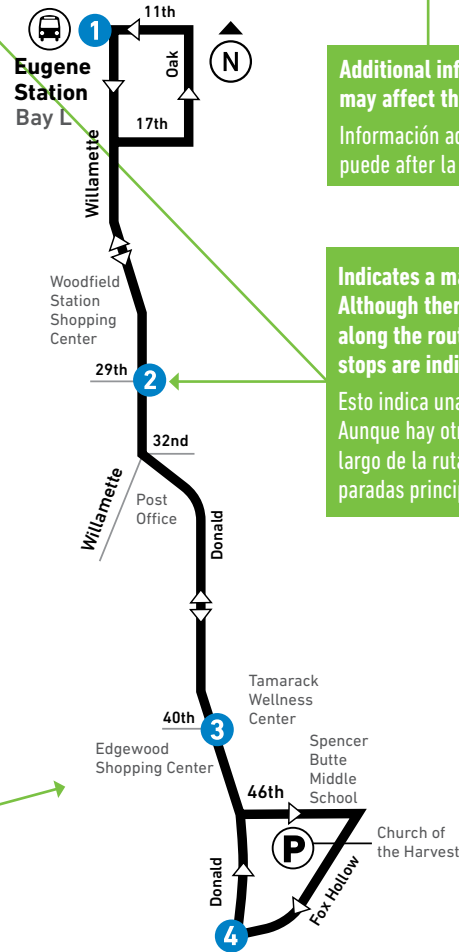 1
11th
N
Oak
Eugene
Station
Bay L
17th
Willamette
Additional inf
may affect th
Información ad
puede after la
Woodfield
Station
Shopping
Center
29th
2
Indicates a ma
Although ther
along the rout
stops are indi
Esto indica una
Aunque hay otr
largo de la ruta
paradas princip
32nd
Willamette
Post
Office
Donald
Tamarack
Wellness
Center
40th
3
Edgewood
Shopping Center
Spencer
Butte
Middle
School
46th
P
Church of
the Harvest
Donald
Fox Hollow
4